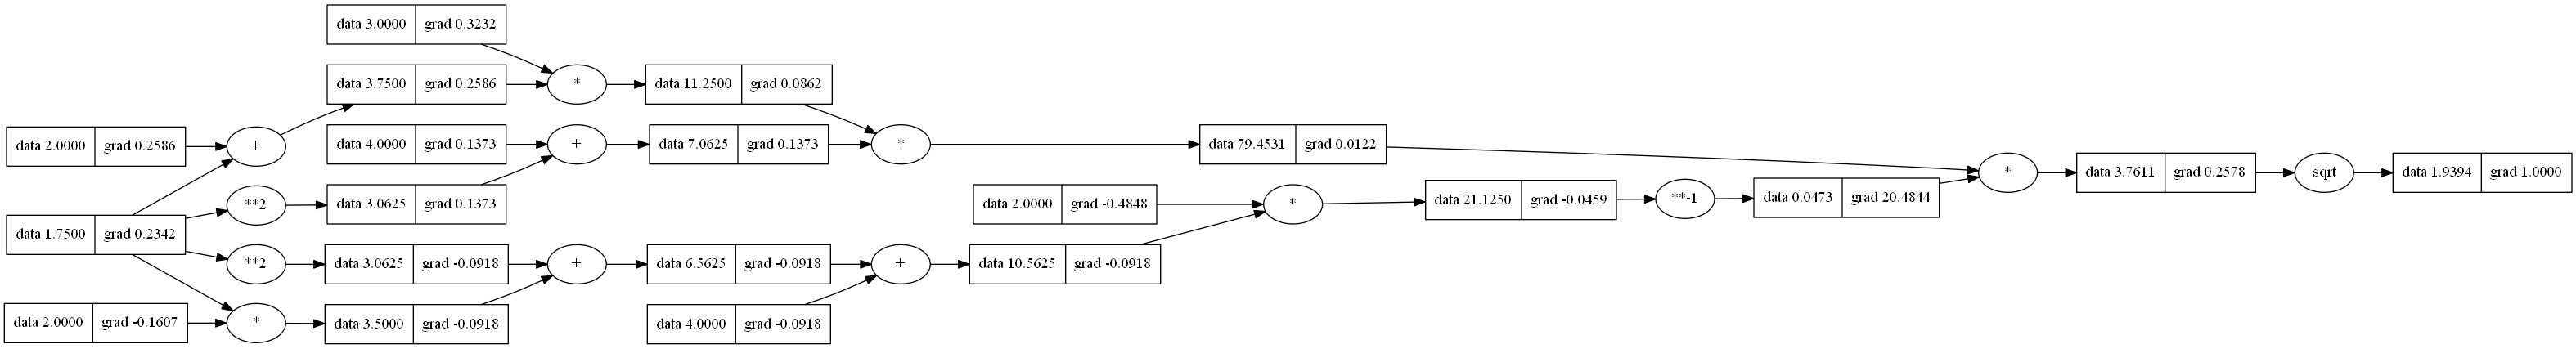 data 3.0000 grad 0.3232
data 3.7500 grad 0.2586
*
data 11.2500 grad 0.0862
data 2.0000 grad 0.2586
+
data 4.0000 grad 0.1373
+
data 7.0625 grad 0.1373
*
data 79.4531 grad 0.0122
*
data 3.7611 grad 0.2578
sqrt
data 1.9394 grad 1.0000
**2
data 3.0625 grad 0.1373
data 2.0000 grad -0.4848
*
data 21.1250 grad -0.0459
**-1
data 0.0473 grad 20.4844
data 1.7500 grad 0.2342
**2
data 3.0625 grad -0.0918
+
data 6.5625 grad -0.0918
+
data 10.5625 grad -0.0918
data 2.0000 grad -0.1607
*
data 3.5000 grad -0.0918
data 4.0000 grad -0.0918